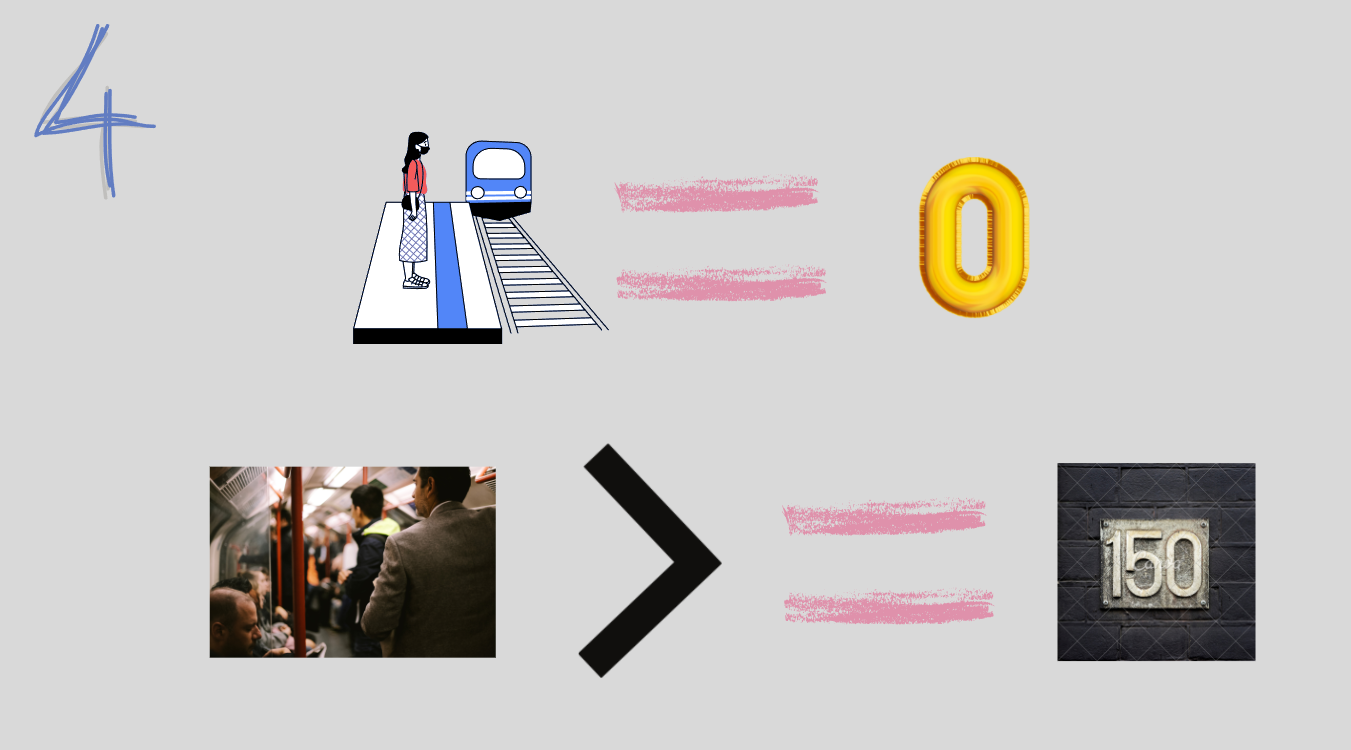 4
= 0
> = 150